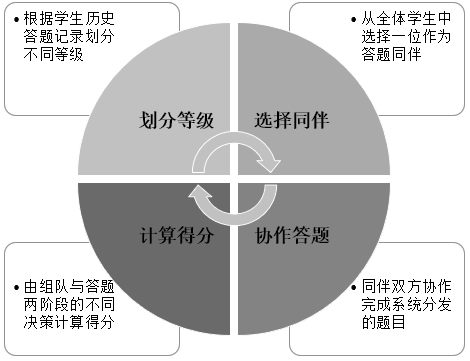 • 根据学生历史
答题记录划分
不同等级
• 从全体学生中
选择一位作为
答题同伴
划分等级
选择同伴
计算得分
协作答题
• 由组队与答题
两阶段的不同
决策计算得分
• 同伴双方协作
完成系统分发
的题目